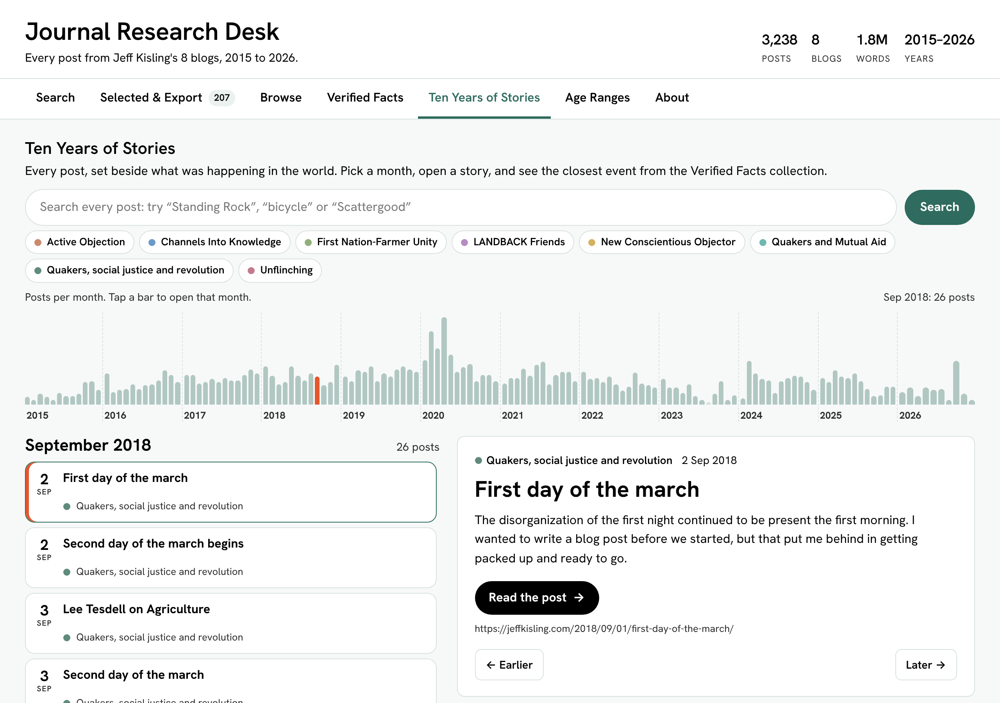 Journal Research Desk
Every post from Jeff Kisling's 8 blogs, 2015 to 2026.
3,238 8 1.8M 2015–2026
POSTS BLOGS WORDS YEARS
Search Selected & Export 207 Browse Verified Facts Ten Years of Stories Age Ranges About
Ten Years of Stories
Every post, set beside what was happening in the world. Pick a month, open a story, and see the closest event from the Verified Facts collection.
Search every post: try “Standing Rock”, “bicycle” or “Scattergood”
Search
Active Objection Channels Into Knowledge First Nation-Farmer Unity LANDBACK Friends New Conscientious Objector Quakers and Mutual Aid
Quakers, social justice and revolution Unflinching
Posts per month. Tap a bar to open that month.
Sep 2018: 26 posts
2015 2016 2017 2018 2019 2020 2021 2022 2023 2024 2025 2026
September 2018
26 posts
2 SEP
First day of the march
Quakers, social justice and revolution
2 SEP
Second day of the march begins
Quakers, social justice and revolution
3 SEP
Lee Tesdell on Agriculture
Quakers, social justice and revolution
3 SEP
Second day of the march
Quakers, social justice and revolution
Quakers, social justice and revolution 2 Sep 2018
First day of the march
The disorganization of the first night continued to be present the first morning. I
wanted to write a blog post before we started, but that put me behind in getting
packed up and ready to go.
Read the post →
https://jeffkisling.com/2018/09/01/first-day-of-the-march/
← Earlier
Later →